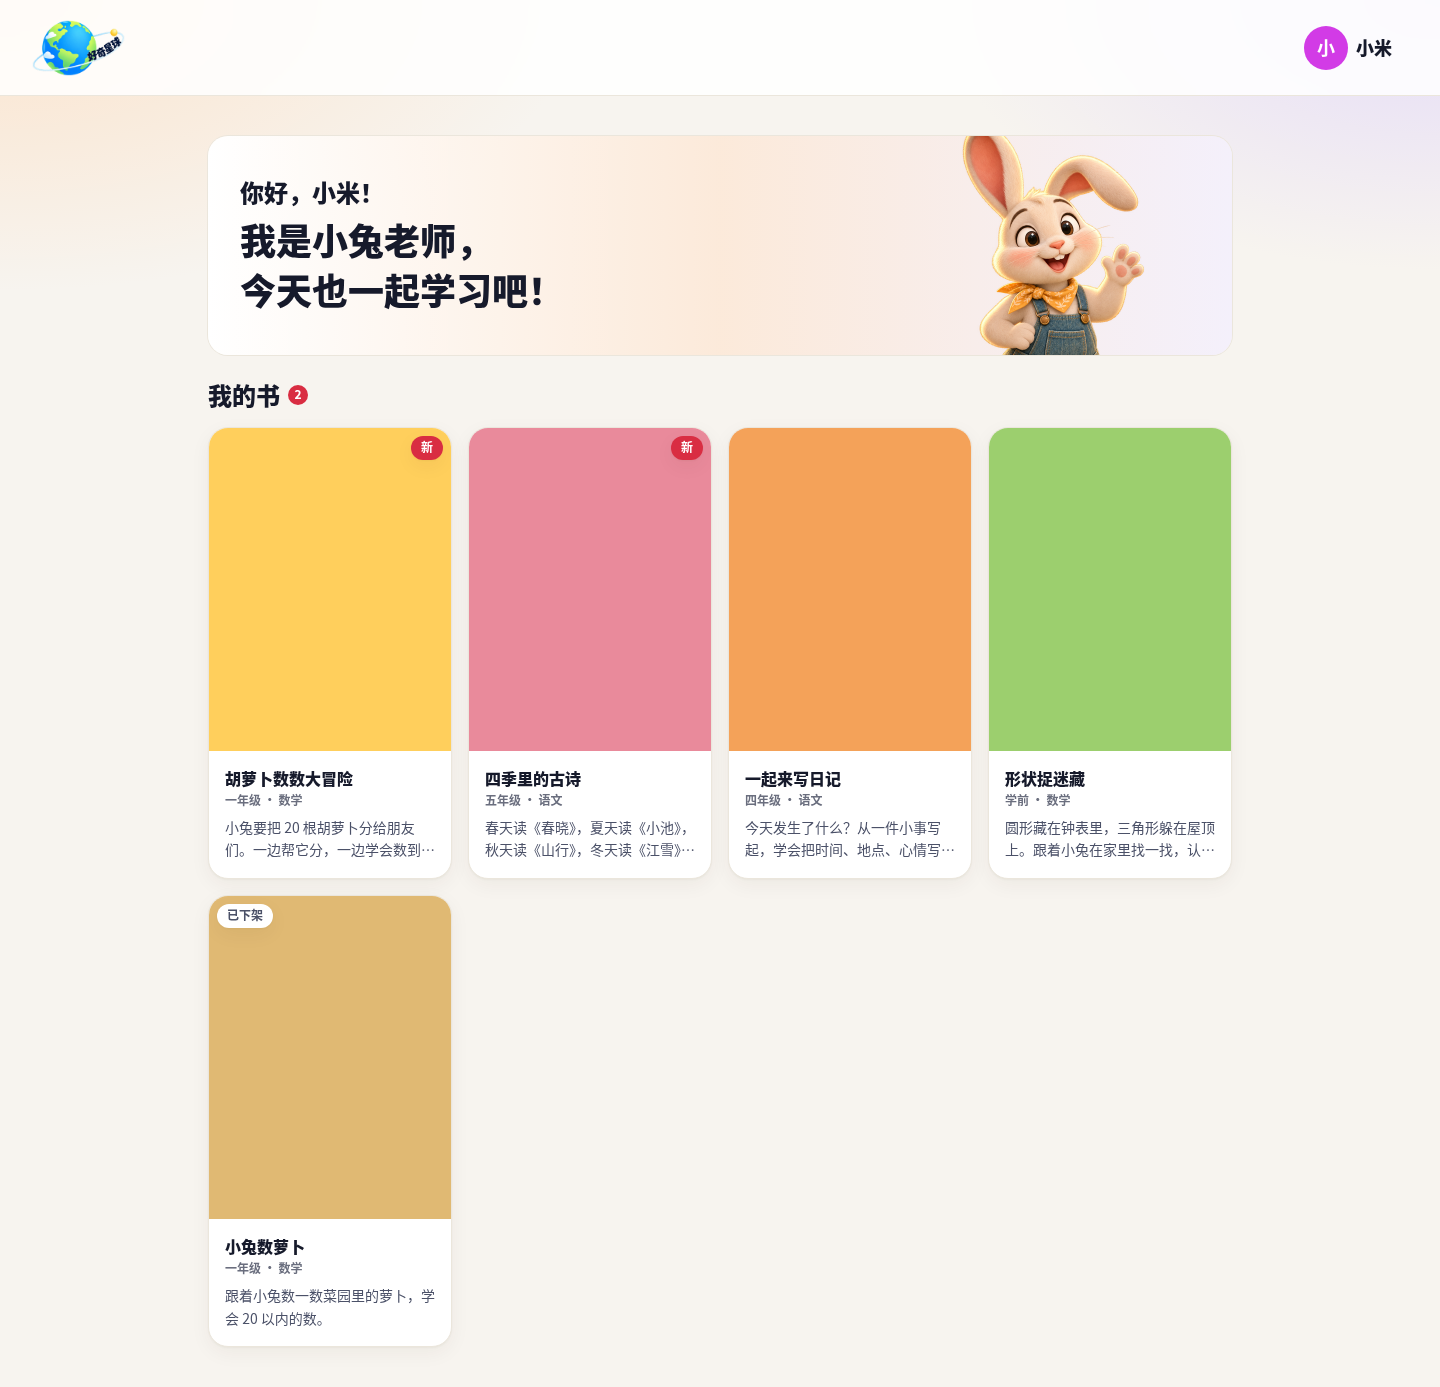 好奇星球
小
小米
你好，小米！
我是小兔老师，
今天也一起学习吧！
我的书
2
新
胡萝卜数数大冒险
一年级 · 数学
小兔要把 20 根胡萝卜分给朋友
们。一边帮它分，一边学会数到…
新
四季里的古诗
五年级 · 语文
春天读《春晓》，夏天读《小池》，
秋天读《山行》，冬天读《江雪》…
一起来写日记
四年级 · 语文
今天发生了什么？从一件小事写
起，学会把时间、地点、心情写…
形状捉迷藏
学前 · 数学
圆形藏在钟表里，三角形躲在屋顶
上。跟着小兔在家里找一找，认…
已下架
小兔数萝卜
一年级 · 数学
跟着小兔数一数菜园里的萝卜，学
会 20 以内的数。